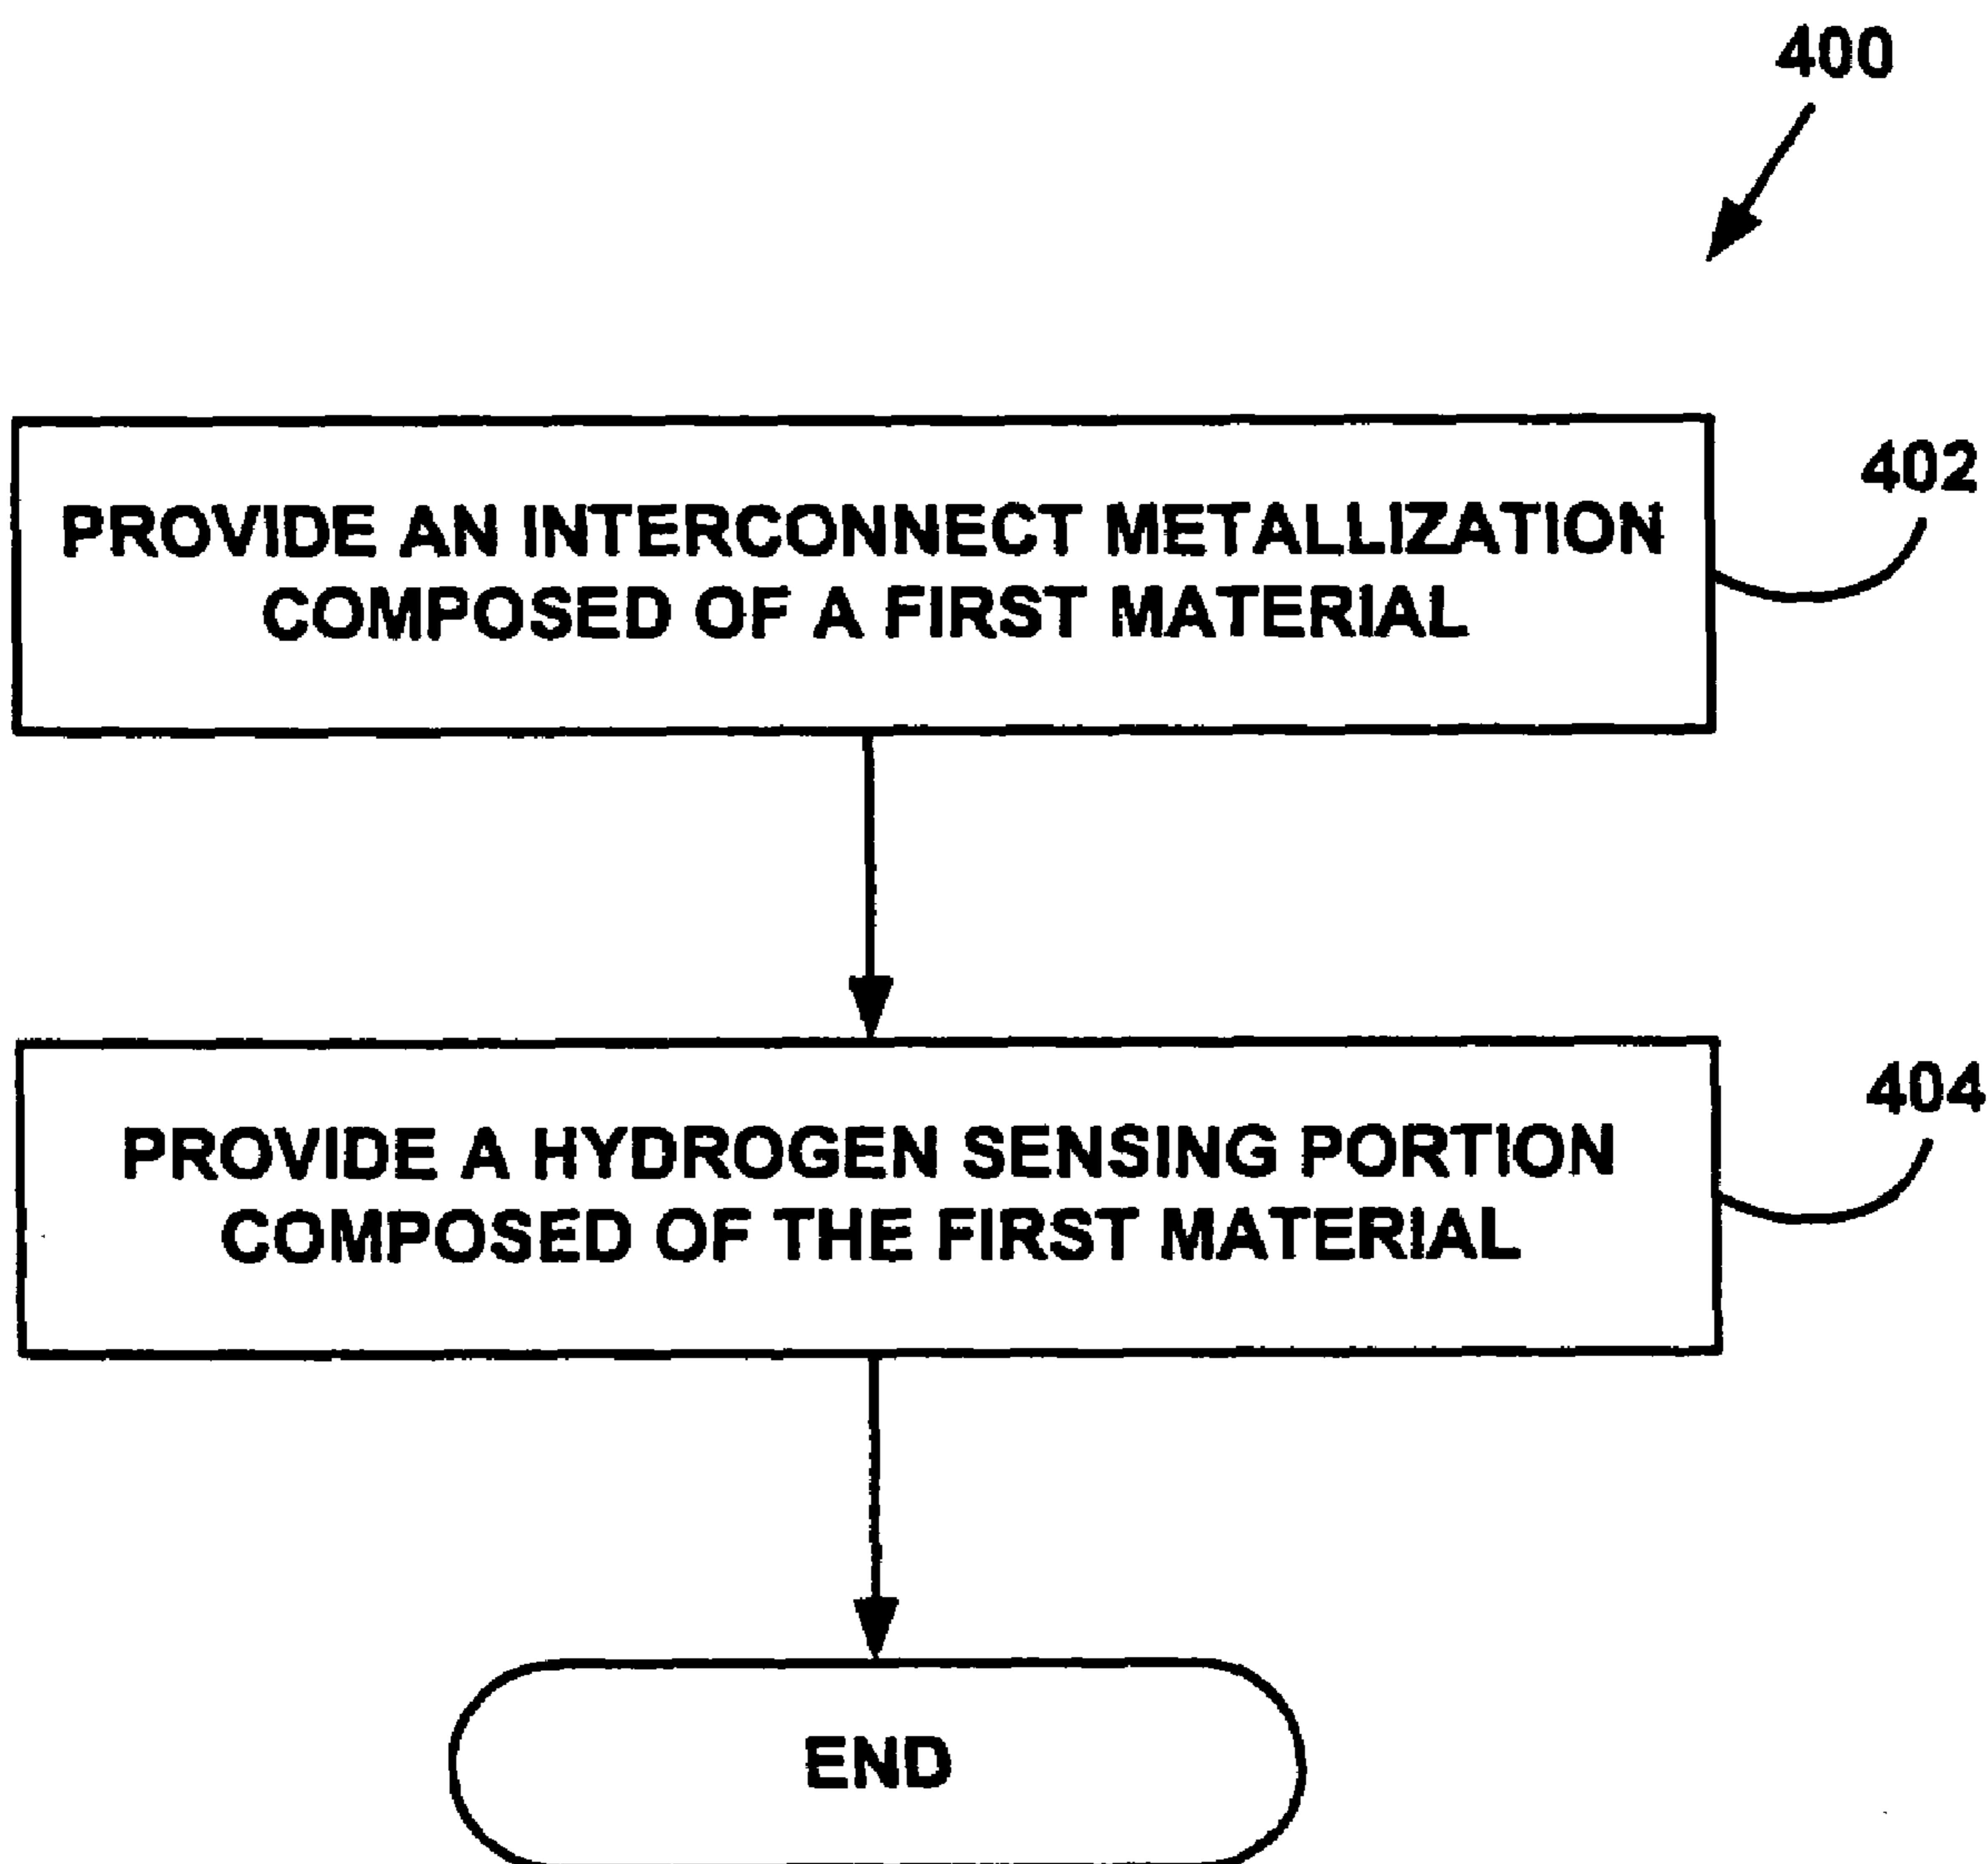 400
402
PROVIDE AN INTERCONNECT METALLIZATION
COMPOSED OF A FIRST MATERIAL
404
PROVIDE A HYDROGEN SENSING PORTION
COMPOSED OF THE FIRST MATERIAL
END